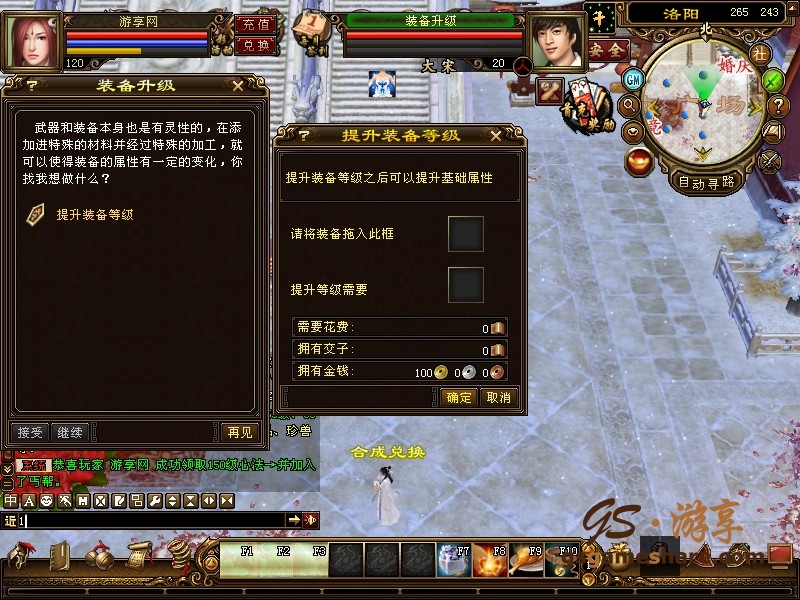 游享网
充值
兑换
120
装备升级
20
大宋
安全
洛阳 265 243
北
社
GM
婚庆
广场
自动寻路
装备升级
武器和装备本身也是有灵性的，在添
加进特殊的材料并经过特殊的加工，就
可以使得装备的属性有一定的变化，你
找我想做什么？
提升装备等级
接受 继续 再见
提升装备等级
提升装备等级之后可以提升基础属性
请将装备拖入此框
提升等级需要
需要花费： 0
拥有交子： 0
拥有金钱： 100 0 0
确定 取消
、珍兽
系统 恭喜玩家 游享网 成功领取150级心法→并加入
了丐帮。
合成兑换
中 A
近 1
F1 F2 F3 F7 F8 F9 F10
GS·游享